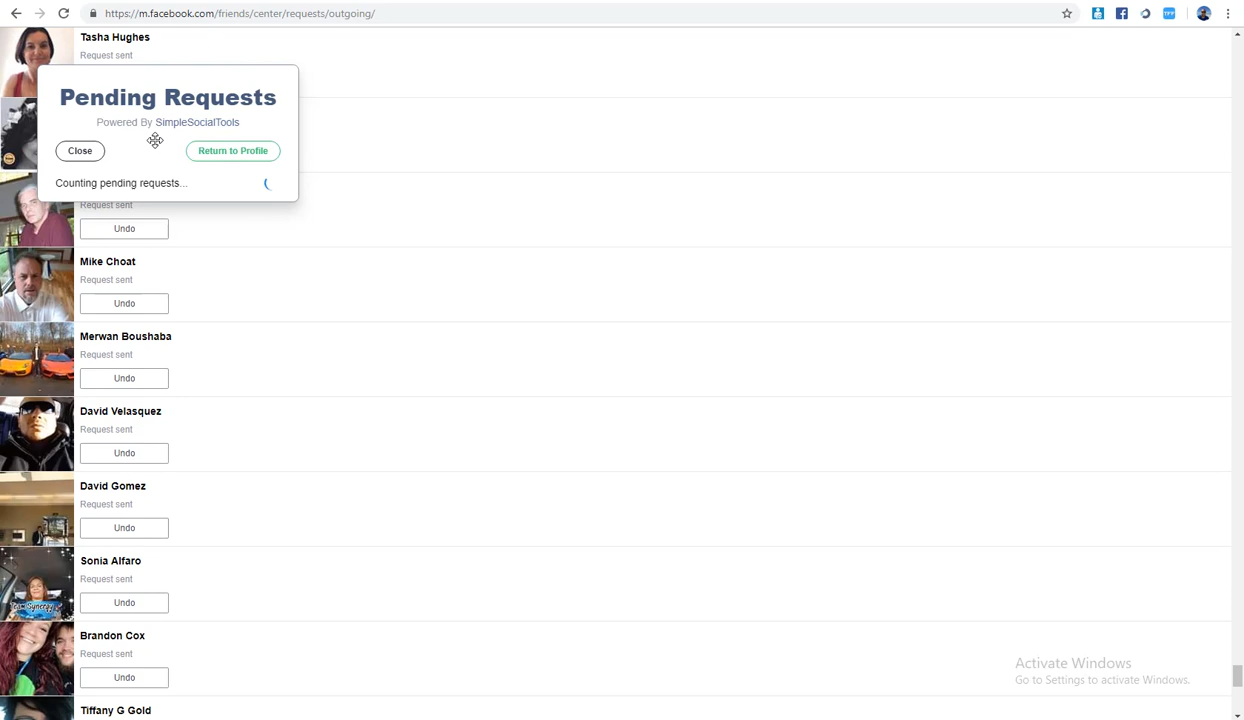 https://m.facebook.com/friends/center/requests/outgoing/
TFF
Tasha Hughes
Request sent
Pending Requests
Powered By SimpleSocialTools
Close
Return to Profile
Counting pending requests...
Request sent
Undo
Mike Choat
Request sent
Undo
Merwan Boushaba
Request sent
Undo
David Velasquez
Request sent
Undo
David Gomez
Request sent
Undo
Sonia Alfaro
Request sent
Undo
Team Synergy
Brandon Cox
Request sent
Undo
Tiffany G Gold
Activate Windows
Go to Settings to activate Windows.